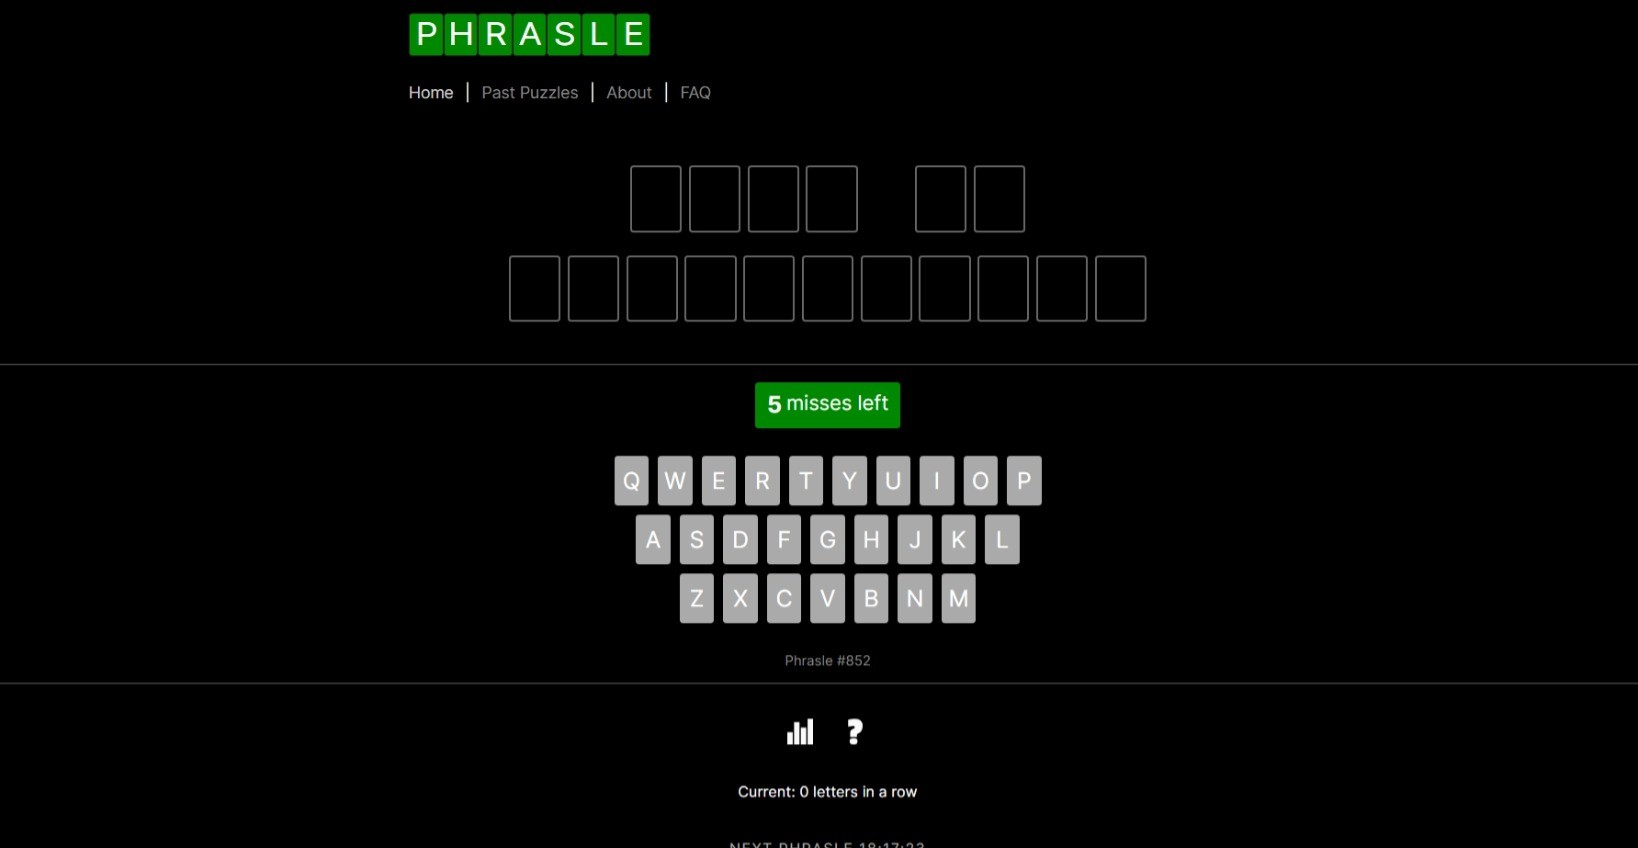 PHRASLE
Home | Past Puzzles | About | FAQ
5 misses left
Q W E R T Y U I O P
A S D F G H J K L
Z X C V B N M
Phrasle #852
?
Current: 0 letters in a row
NEXT PHRASLE 18:17:23